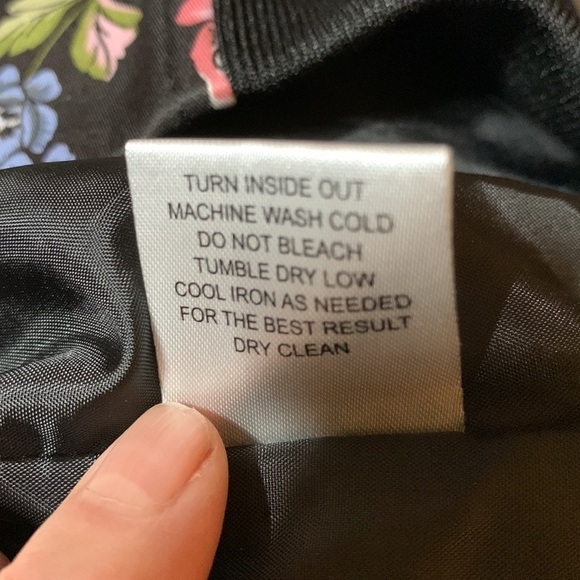 TURN INSIDE OUT
MACHINE WASH COLD
DO NOT BLEACH
TUMBLE DRY LOW
COOL IRON AS NEEDED
FOR THE BEST RESULT
DRY CLEAN